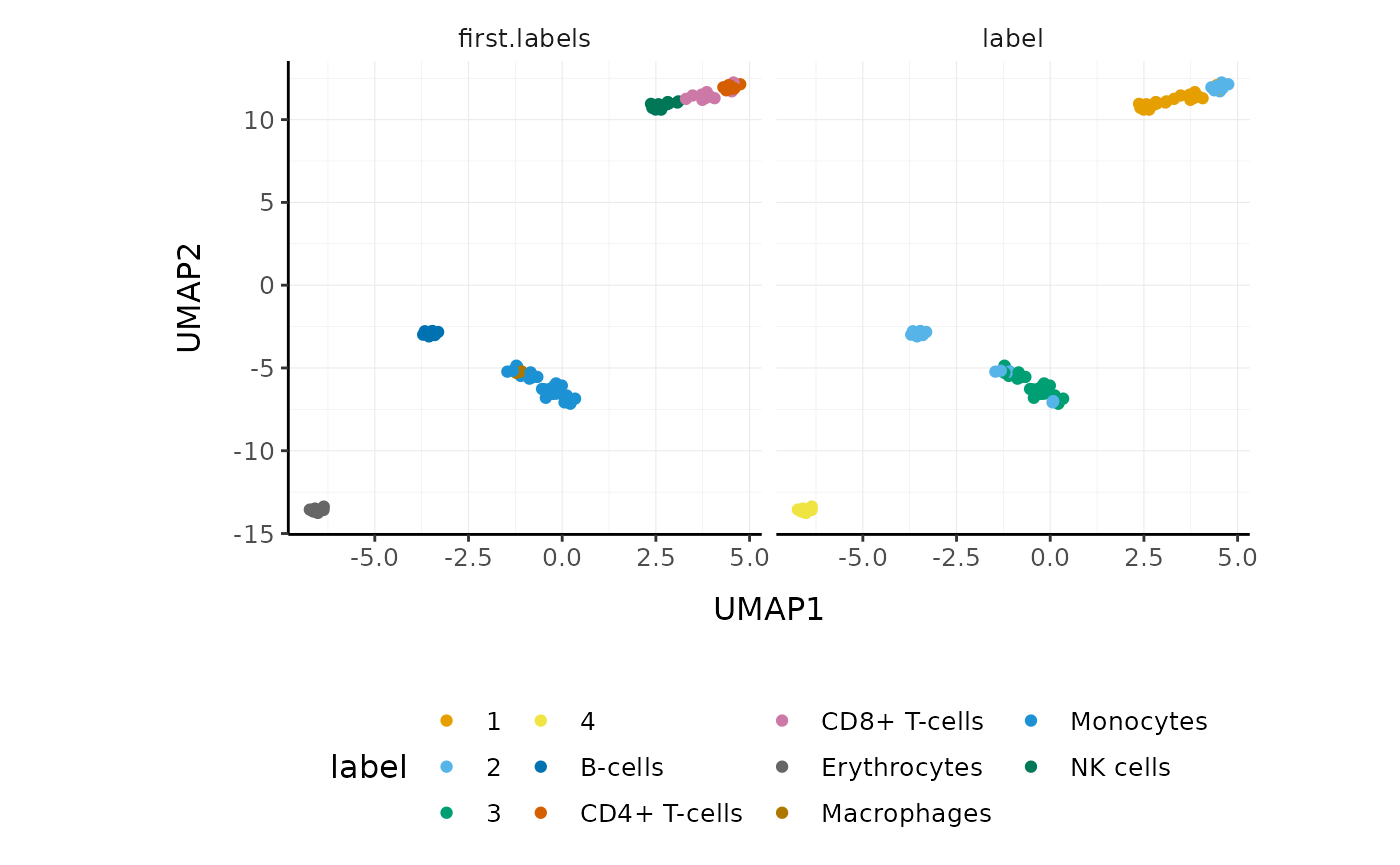 first.labels label
UMAP2
10
5
0
-5
-10
-15
-5.0 -2.5 0.0 2.5 5.0 -5.0 -2.5 0.0 2.5 5.0
UMAP1
label
1 4 CD8+ T-cells Monocytes
2 B-cells Erythrocytes NK cells
3 CD4+ T-cells Macrophages